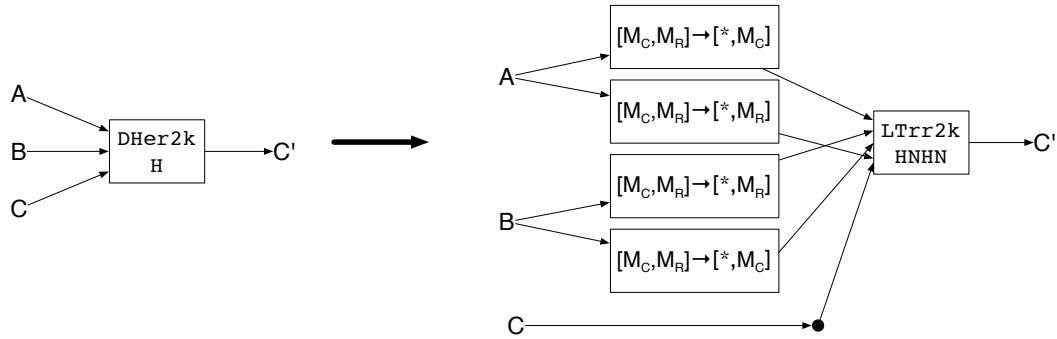 A
B
C
DHer2k
H
C'
A
B
C
[M_C,M_R]→[*,M_C]
[M_C,M_R]→[*,M_R]
[M_C,M_R]→[*,M_R]
[M_C,M_R]→[*,M_C]
LTrr2k
HNHN
C'